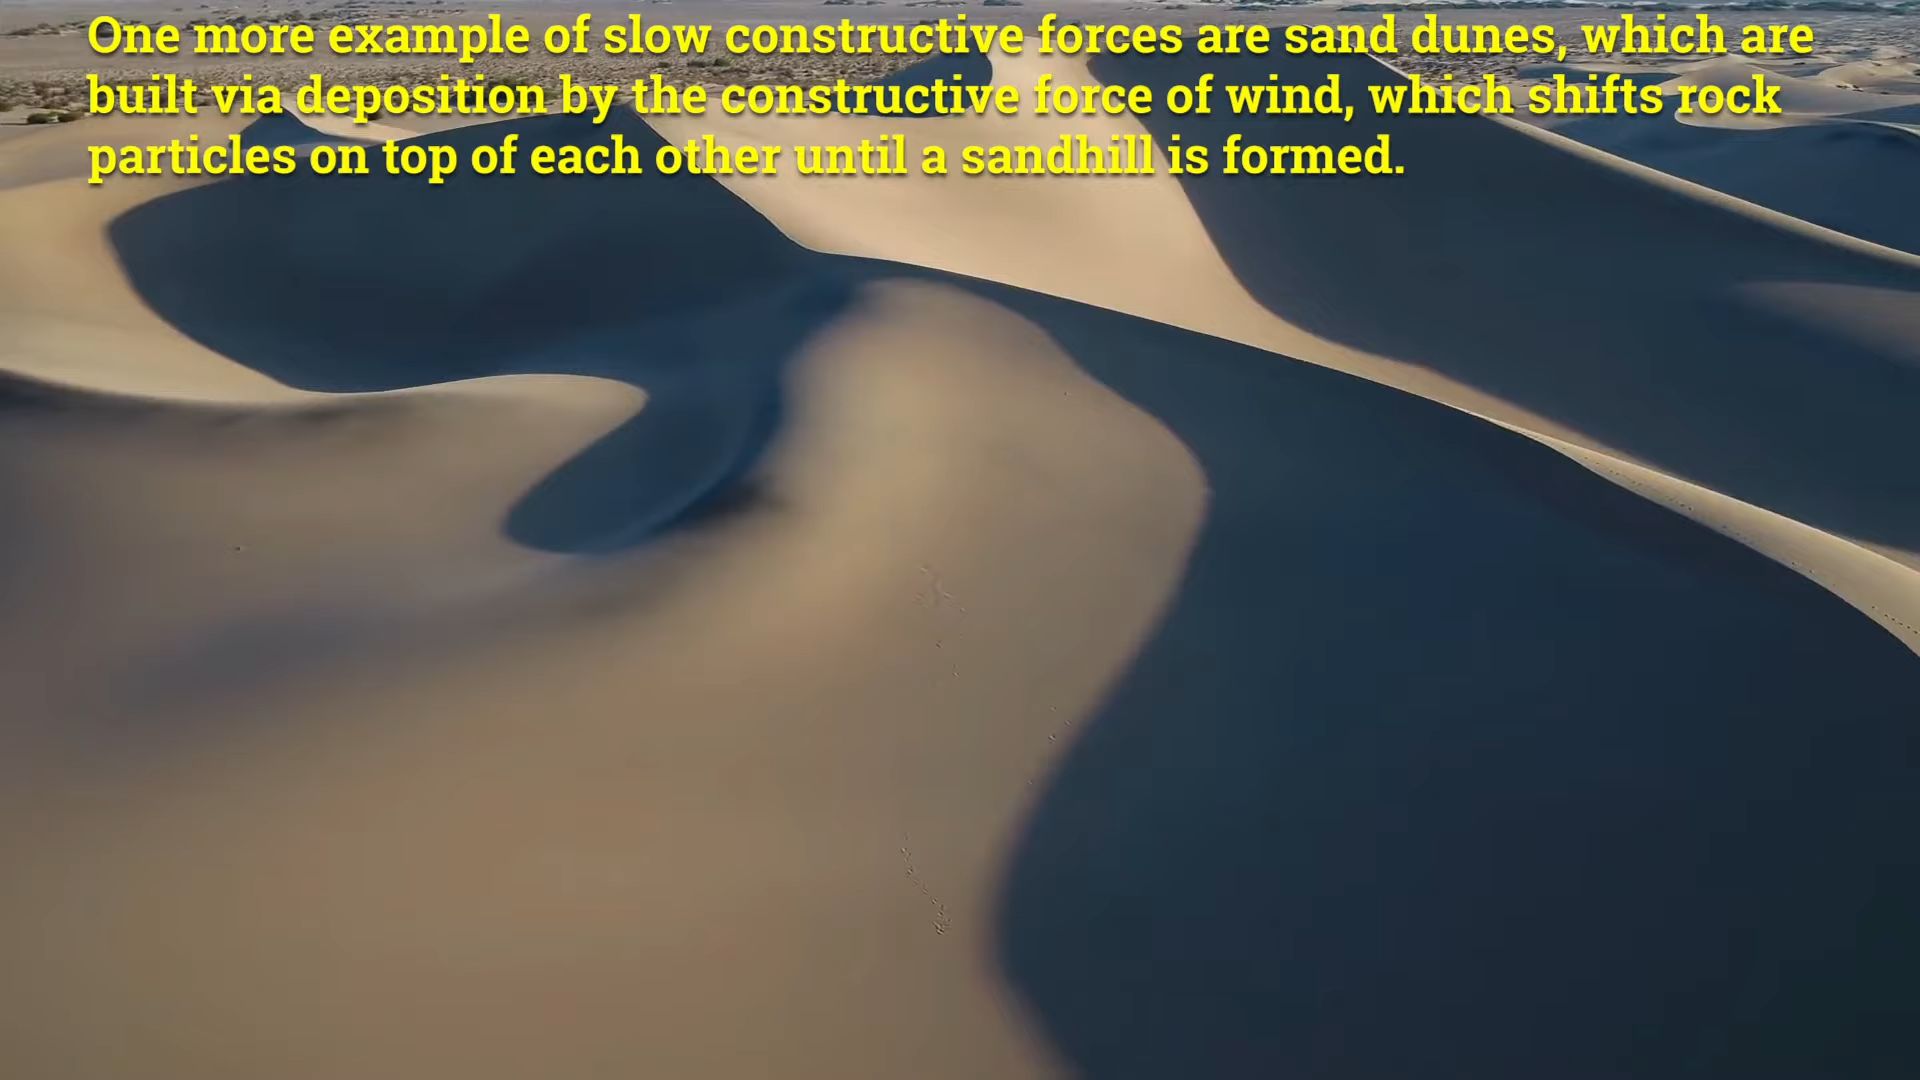 One more example of slow constructive forces are sand dunes, which are
built via deposition by the constructive force of wind, which shifts rock
particles on top of each other until a sandhill is formed.